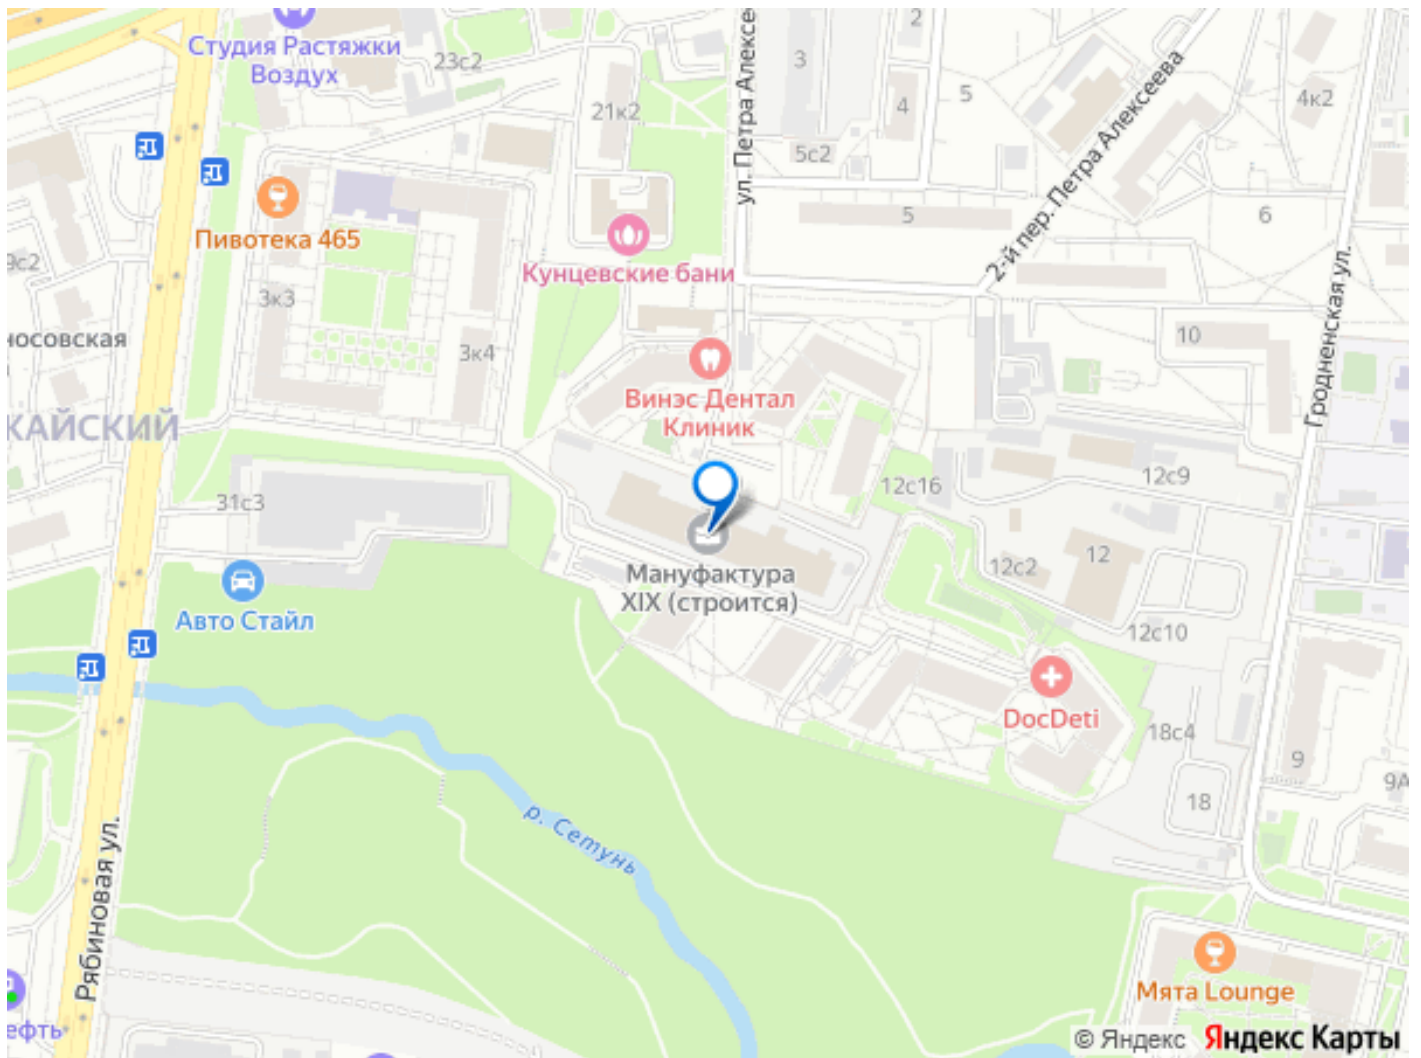 Студия Растяжки
Воздух
23с2
21к2
ул. Петра Алексе
3
2
4
5
5с2
2-й пер. Петра Алексеева
4к2
5
6
Пивотека 465
Кунцевские бани
9с2
3к3
3к4
носовская
10
Гродненская ул.
Винэс Дентал
Клиник
КАЙСКИЙ
31с3
12с16
12с9
12
12с2
12с10
Мануфактура
XIX (строится)
Авто Стайл
DocDeti
18с4
9
9А
18
р. Сетунь
Рябиновая ул.
Мята Lounge
ефть
© Яндекс Яндекс Карты